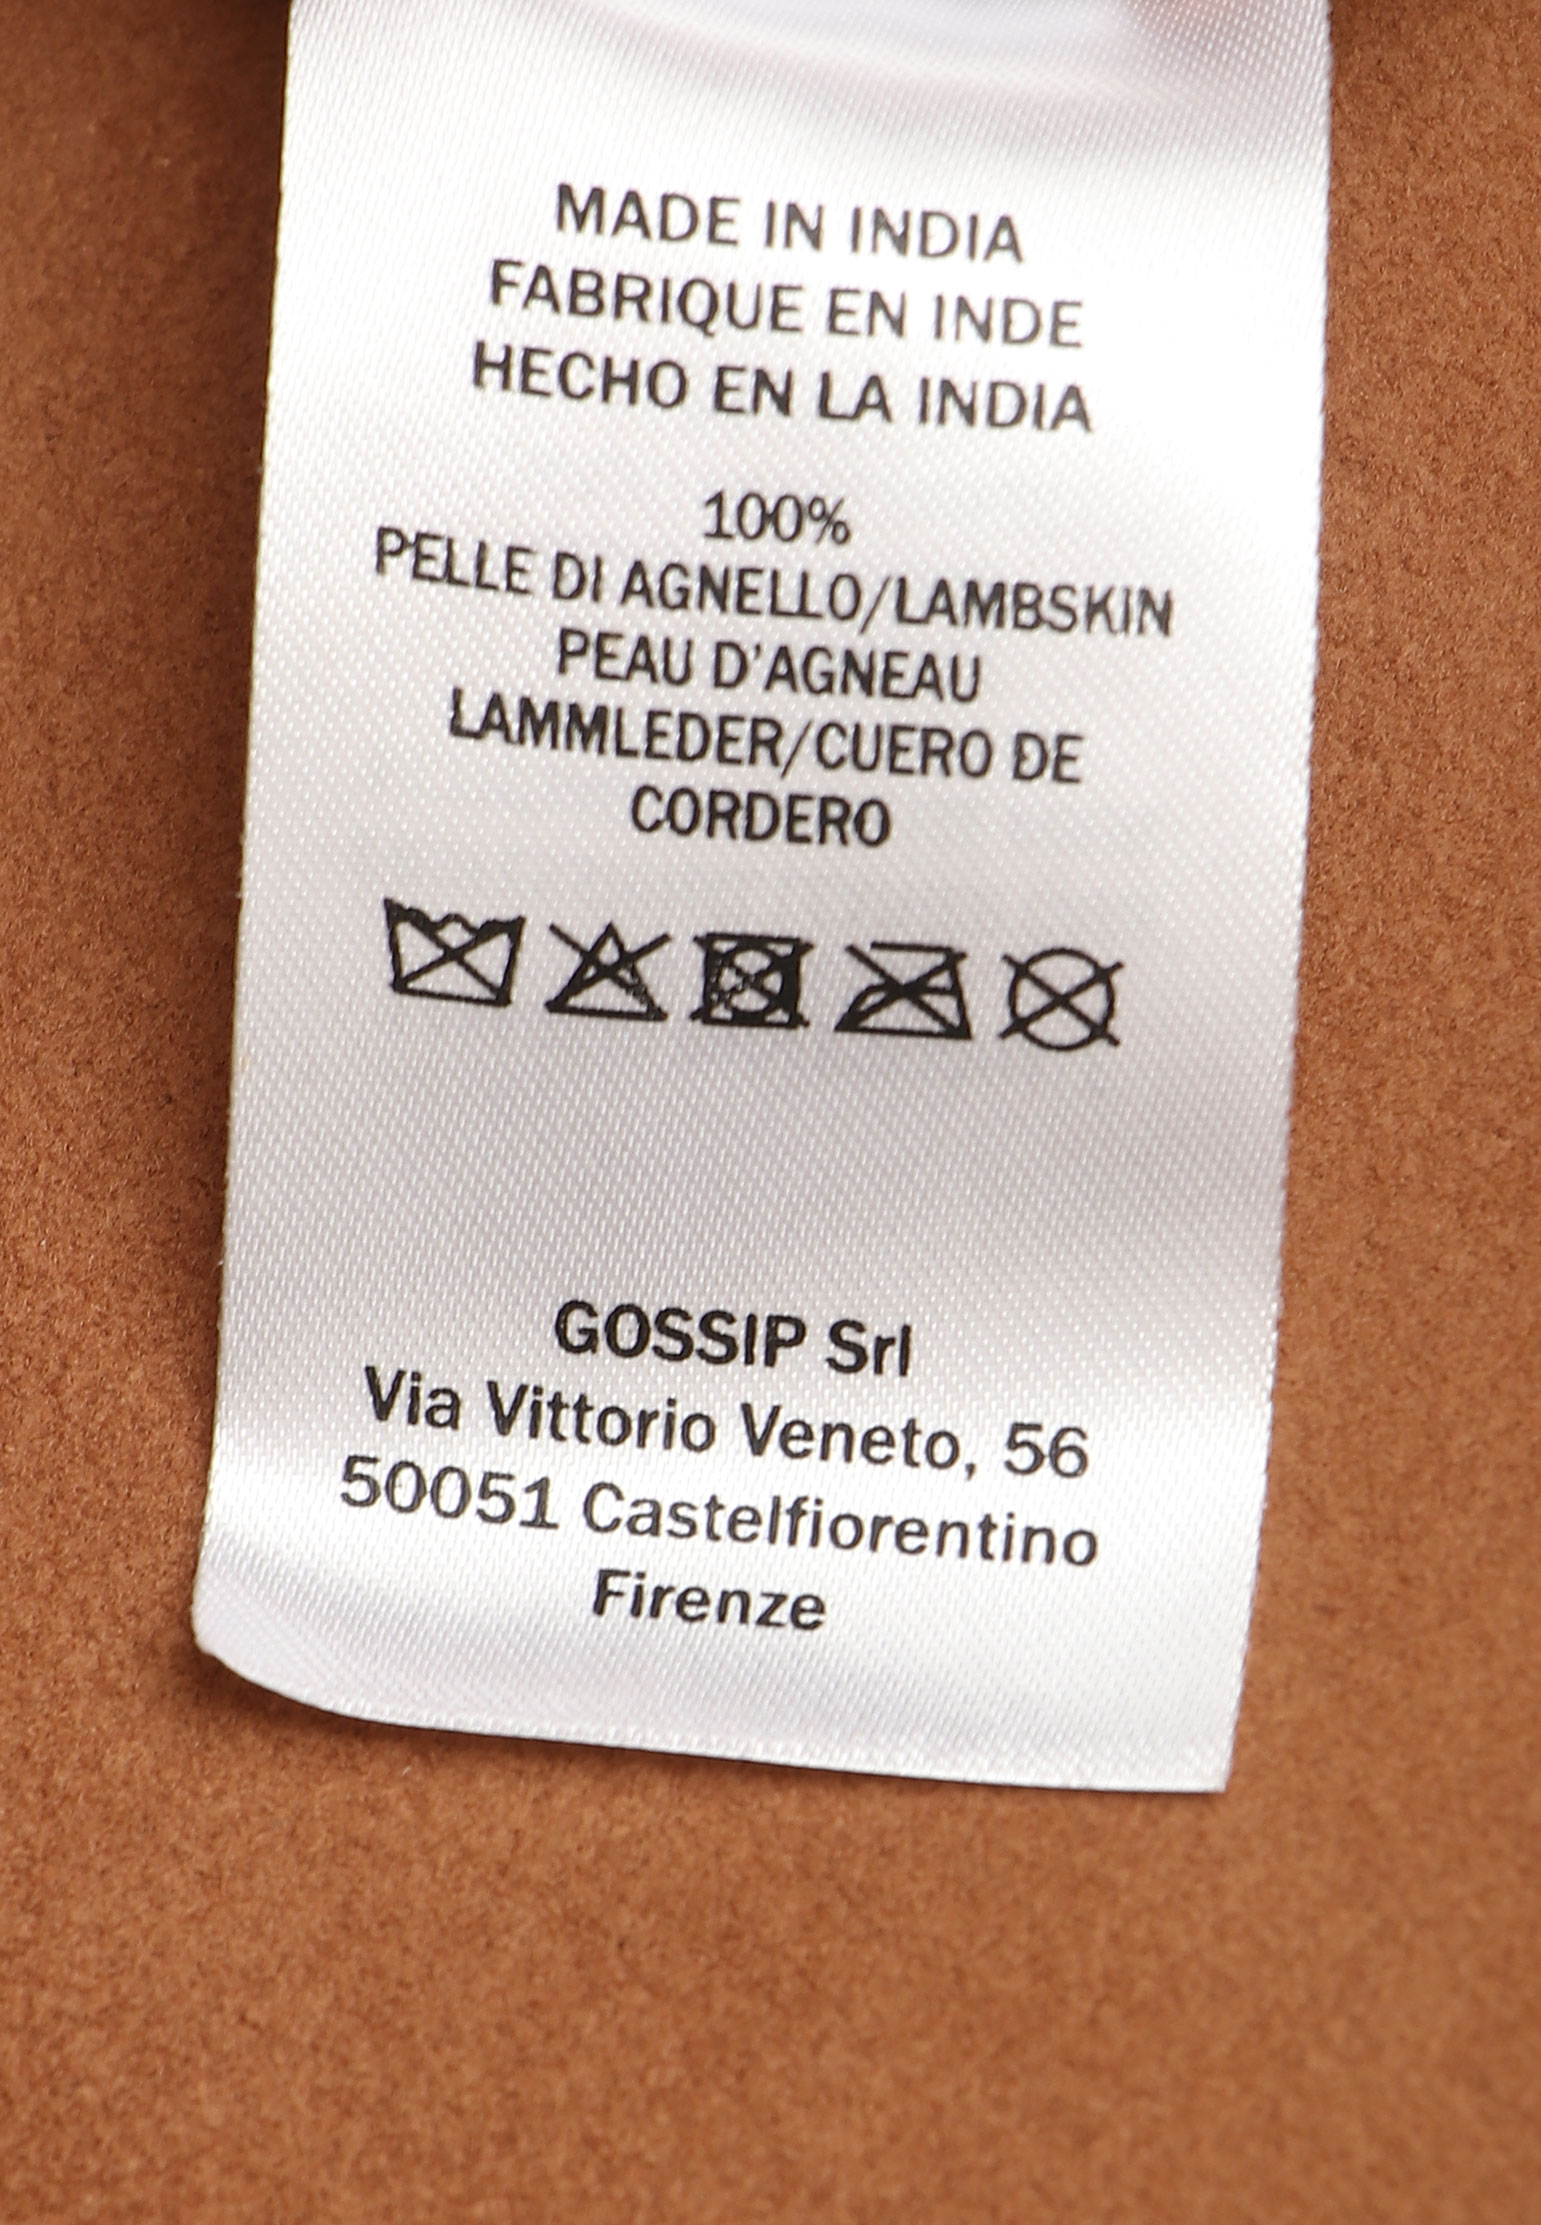 MADE IN INDIA
FABRIQUE EN INDE
HECHO EN LA INDIA
100%
PELLE DI AGNELLO/LAMBSKIN
PEAU D'AGNEAU
LAMMLEDER/CUERO DE
CORDERO
GOSSIP Srl
Via Vittorio Veneto, 56
50051 Castelfiorentino
Firenze